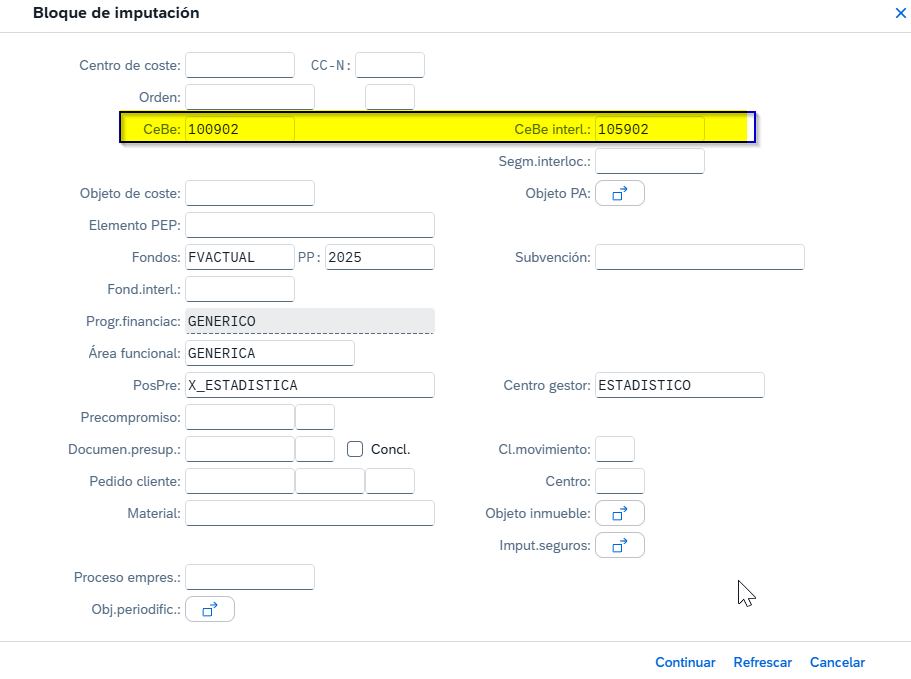 Bloque de imputación
Centro de coste: CC-N:
Orden:
CeBe: 100902 CeBe interl.: 105902
Segm.interloc.:
Objeto de coste: Objeto PA:
Elemento PEP:
Fondos: FVACTUAL PP: 2025 Subvención:
Fond.interl.:
Progr.financiac: GENERICO
Área funcional: GENERICA
PosPre: X_ESTADISTICA Centro gestor: ESTADISTICO
Precompromiso:
Documen.presup.: Concl. Cl.movimiento:
Pedido cliente: Centro:
Material: Objeto inmueble:
Imput.seguros:
Proceso empres.:
Obj.periodific.:
Continuar Refrescar Cancelar